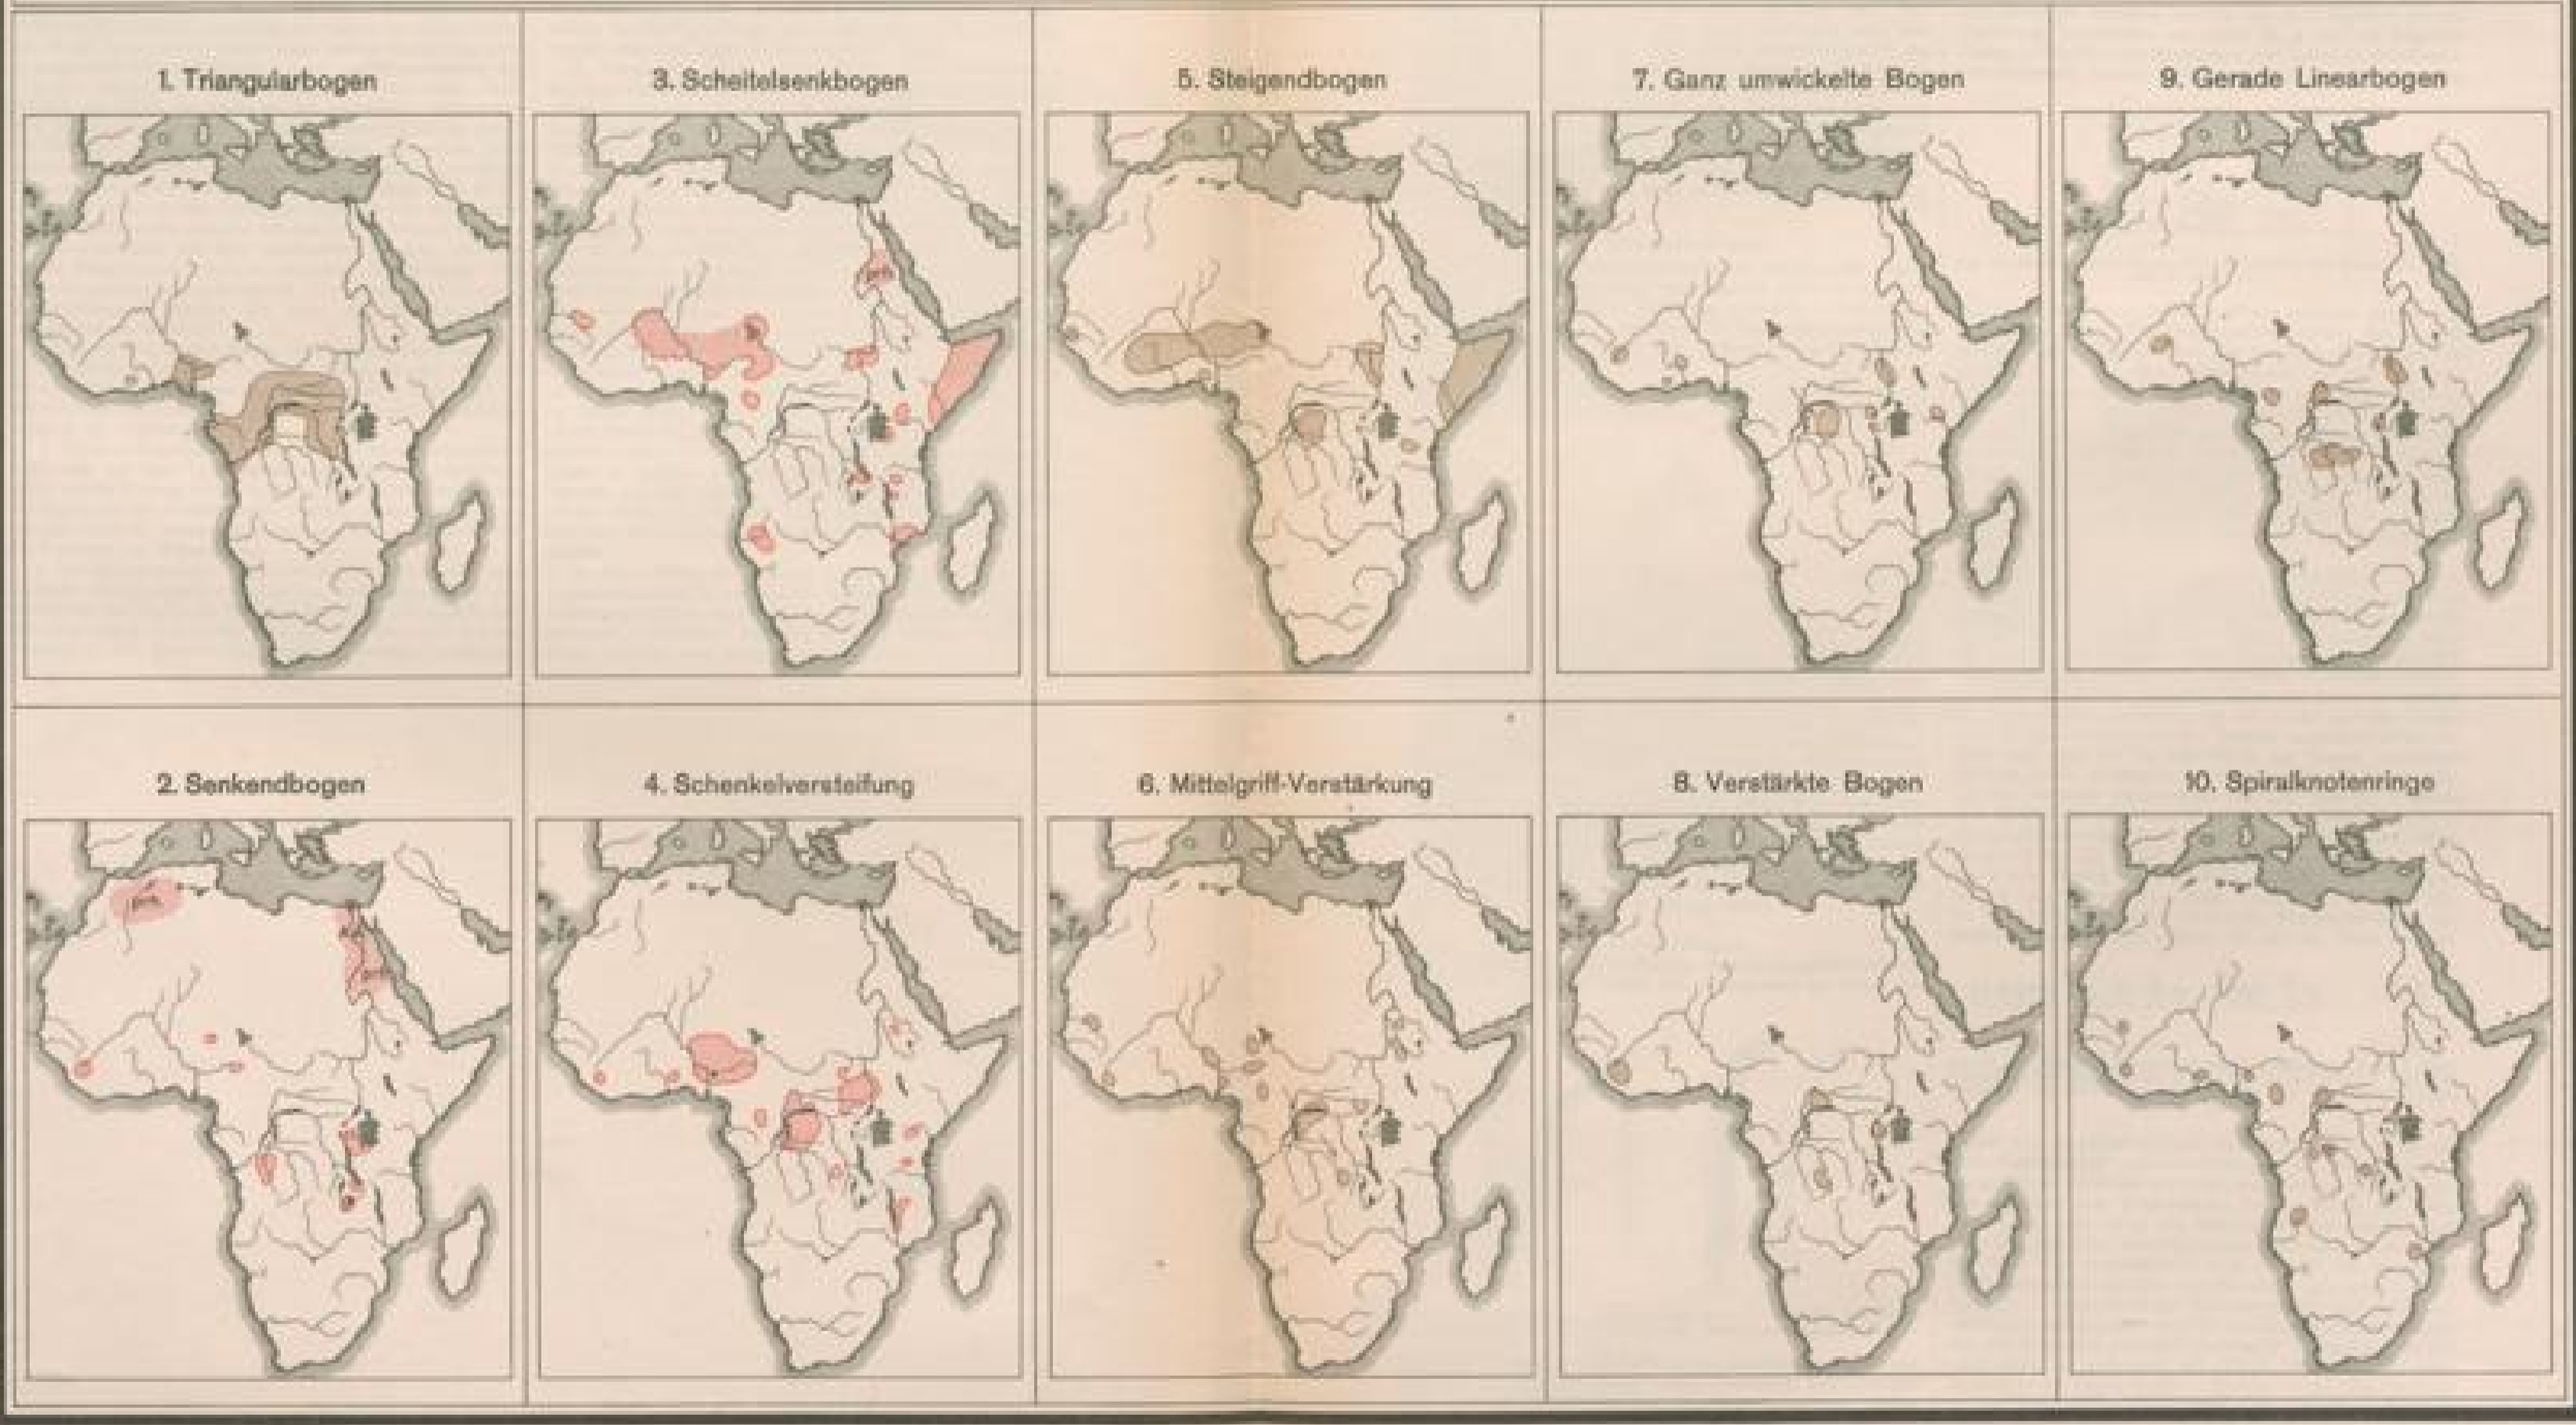 1. Triangularbogen
3. Scheitelsenkbogen
5. Steigendbogen
7. Ganz umwickelte Bogen
9. Gerade Linearbogen
2. Senkendbogen
4. Schenkelversteifung
6. Mittelgriff-Verstärkung
8. Verstärkte Bogen
10. Spiralknotenringe